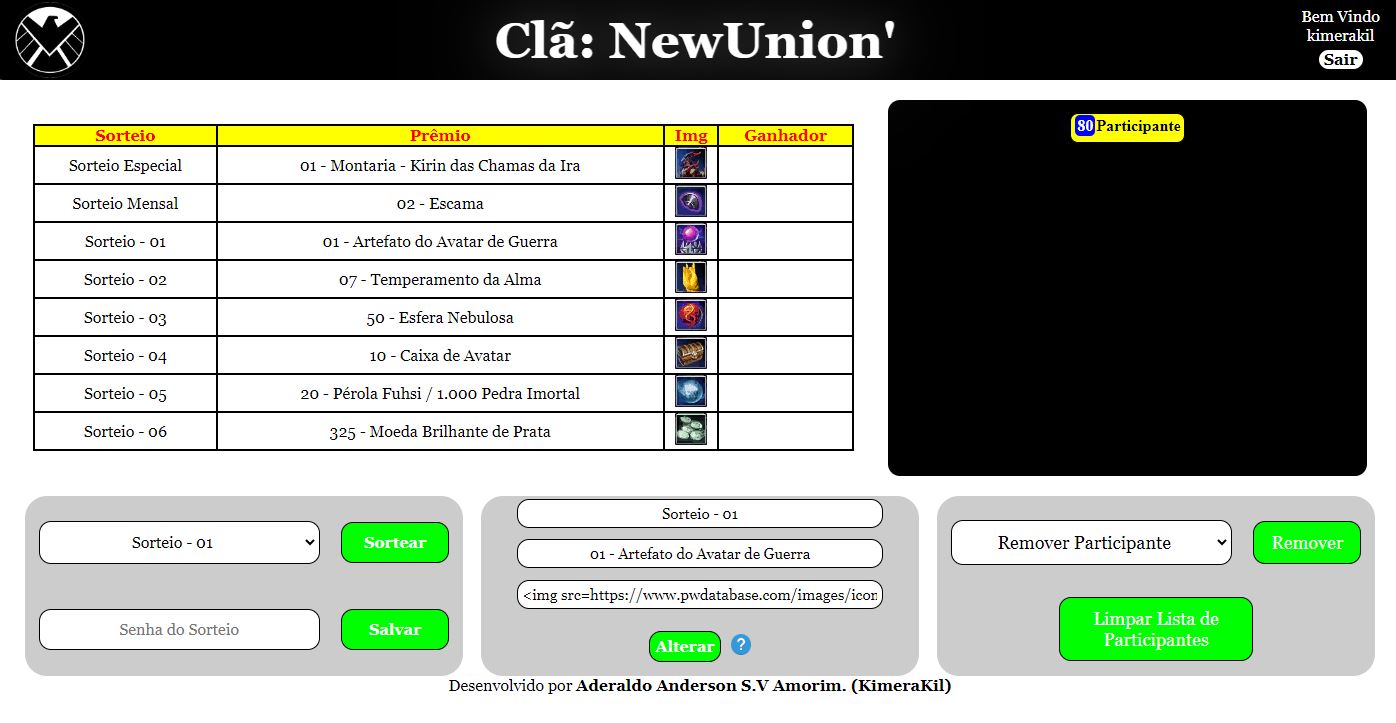 Clã: NewUnion'
Bem Vindo
kimerakil
Sair
Sorteio Prêmio Img Ganhador
Sorteio Especial 01 - Montaria - Kirin das Chamas da Ira
Sorteio Mensal 02 - Escama
Sorteio - 01 01 - Artefato do Avatar de Guerra
Sorteio - 02 07 - Temperamento da Alma
Sorteio - 03 50 - Esfera Nebulosa
Sorteio - 04 10 - Caixa de Avatar
Sorteio - 05 20 - Pérola Fuhsi / 1.000 Pedra Imortal
Sorteio - 06 325 - Moeda Brilhante de Prata
80 Participante
Sorteio - 01 Sortear
Senha do Sorteio Salvar
Sorteio - 01
01 - Artefato do Avatar de Guerra
<img src=https://www.pwdatabase.com/images/icon
Alterar ?
Remover Participante Remover
Limpar Lista de
Participantes
Desenvolvido por Aderaldo Anderson S.V Amorim. (KimeraKil)